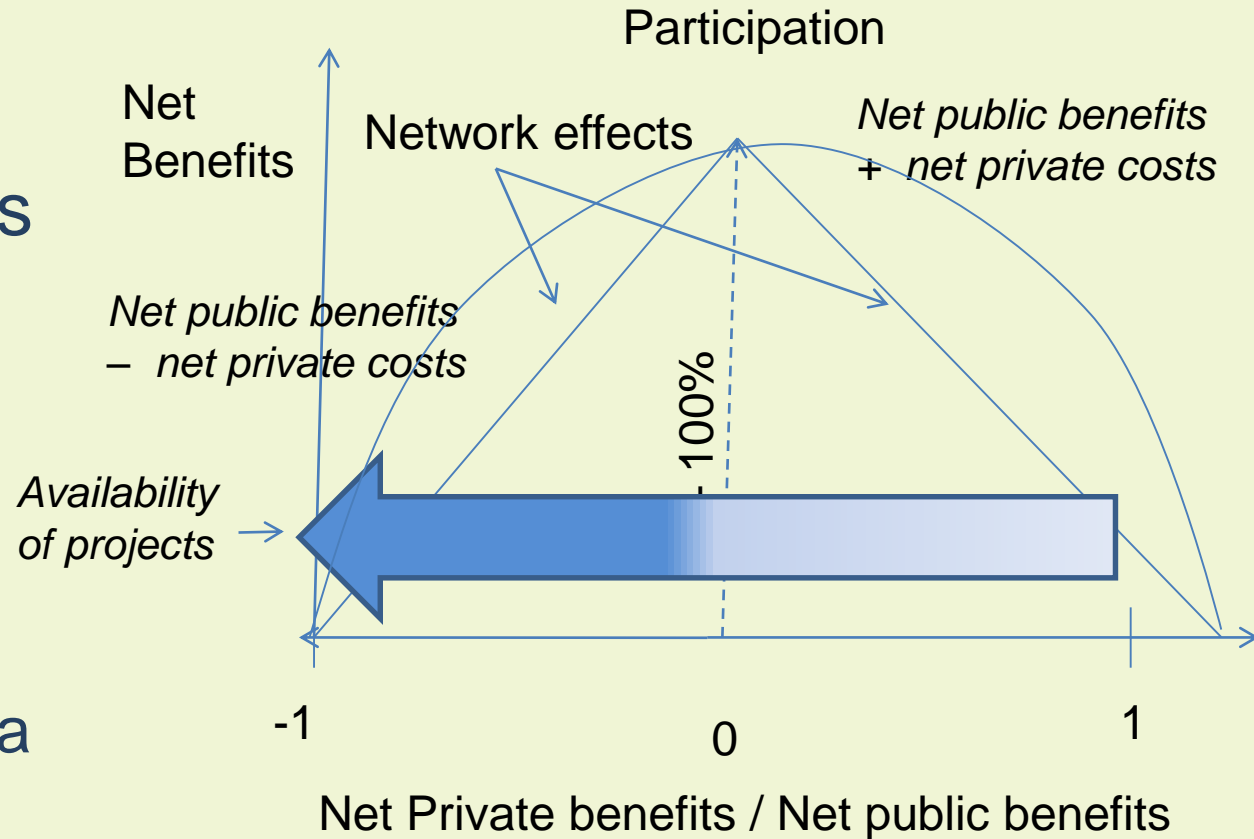 Participation
Net
Benefits
Network effects
Net public benefits
+ net private costs
s
Net public benefits
– net private costs
- 100%
Availability
of projects
a
-1
0
1
Net Private benefits / Net public benefits